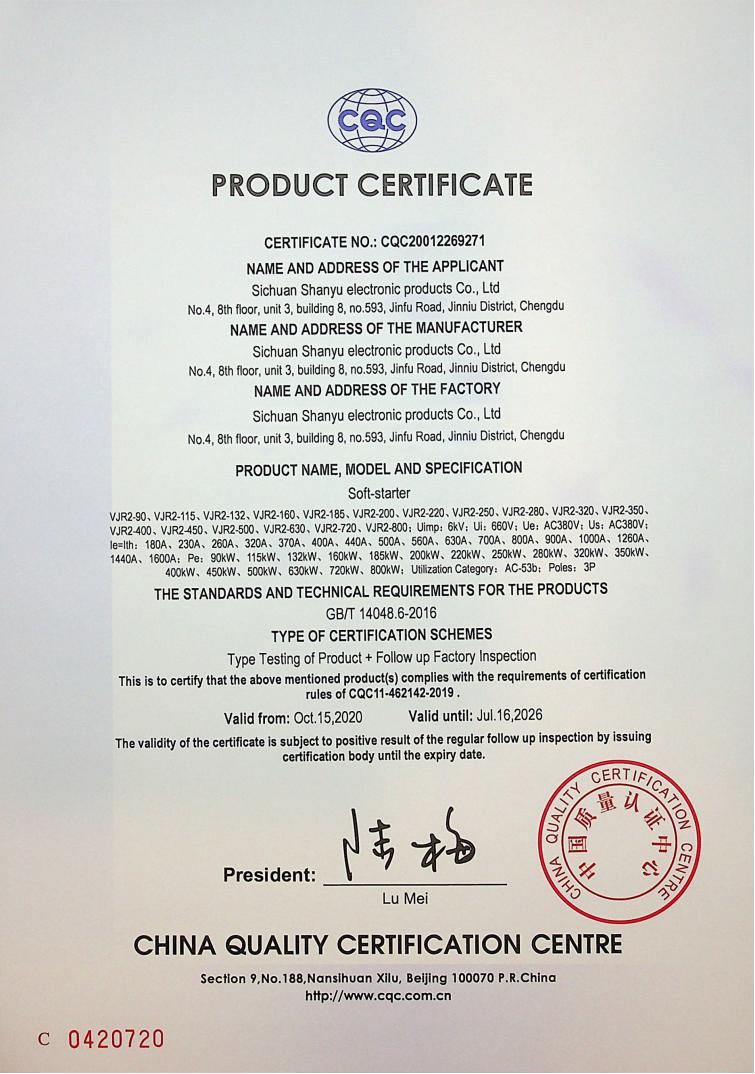 CQC
PRODUCT CERTIFICATE
CERTIFICATE NO.: CQC20012269271
NAME AND ADDRESS OF THE APPLICANT
Sichuan Shanyu electronic products Co., Ltd
No.4, 8th floor, unit 3, building 8, no.593, Jinfu Road, Jinniu District, Chengdu
NAME AND ADDRESS OF THE MANUFACTURER
Sichuan Shanyu electronic products Co., Ltd
No.4, 8th floor, unit 3, building 8, no.593, Jinfu Road, Jinniu District, Chengdu
NAME AND ADDRESS OF THE FACTORY
Sichuan Shanyu electronic products Co., Ltd
No.4, 8th floor, unit 3, building 8, no.593, Jinfu Road, Jinniu District, Chengdu
PRODUCT NAME, MODEL AND SPECIFICATION
Soft-starter
VJR2-90、VJR2-115、VJR2-132、VJR2-160、VJR2-185、VJR2-200、VJR2-220、VJR2-250、VJR2-280、VJR2-320、VJR2-350、
VJR2-400、VJR2-450、VJR2-500、VJR2-630、VJR2-720、VJR2-800；Uimp: 6kV；Ui: 660V；Ue: AC380V；Us: AC380V；
Ie=Ith: 180A、230A、260A、320A、370A、400A、440A、500A、560A、630A、700A、800A、900A、1000A、1260A、
1440A、1600A；Pe: 90kW、115kW、132kW、160kW、185kW、200kW、220kW、250kW、280kW、320kW、350kW、
400kW、450kW、500kW、630kW、720kW、800kW；Utilization Category: AC-53b；Poles: 3P
THE STANDARDS AND TECHNICAL REQUIREMENTS FOR THE PRODUCTS
GB/T 14048.6-2016
TYPE OF CERTIFICATION SCHEMES
Type Testing of Product + Follow up Factory Inspection
This is to certify that the above mentioned product(s) complies with the requirements of certification
rules of CQC11-462142-2019 .
Valid from: Oct.15,2020 Valid until: Jul.16,2026
The validity of the certificate is subject to positive result of the regular follow up inspection by issuing
certification body until the expiry date.
CHINA QUALITY CERTIFICATION CENTRE
中国质量认证中心
陆梅
President:
Lu Mei
CHINA QUALITY CERTIFICATION CENTRE
Section 9,No.188,Nansihuan Xilu, Beijing 100070 P.R.China
http://www.cqc.com.cn
C 0420720